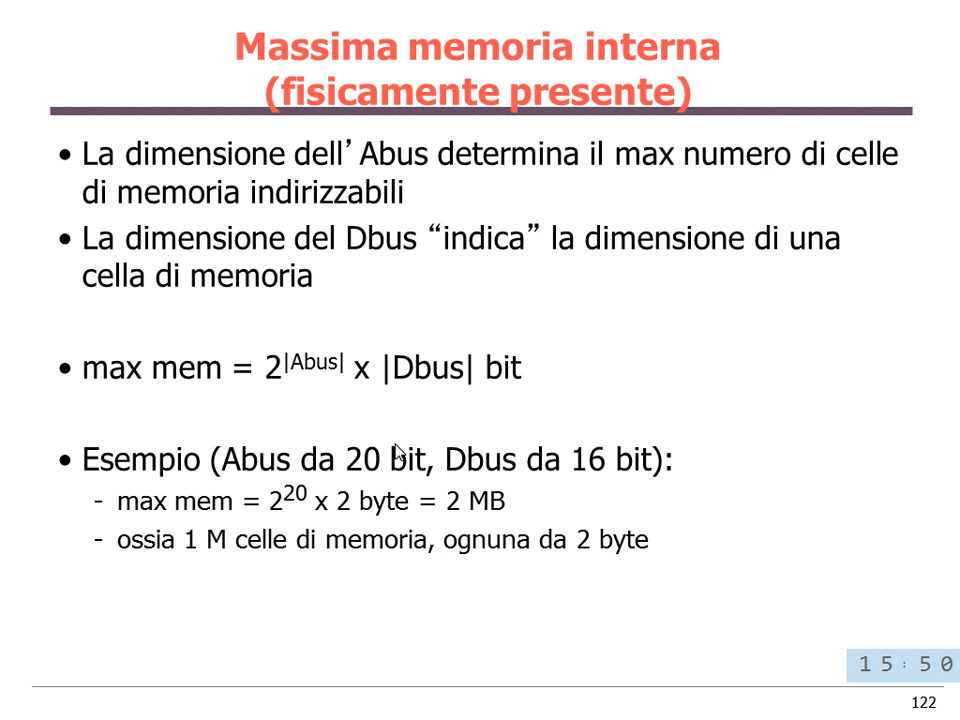 Massima memoria interna
(fisicamente presente)
• La dimensione dell’Abus determina il max numero di celle
di memoria indirizzabili
• La dimensione del Dbus “indica” la dimensione di una
cella di memoria
• max mem = 2^|Abus| x |Dbus| bit
• Esempio (Abus da 20 bit, Dbus da 16 bit):
- max mem = 2^20 x 2 byte = 2 MB
- ossia 1 M celle di memoria, ognuna da 2 byte
15:50
122